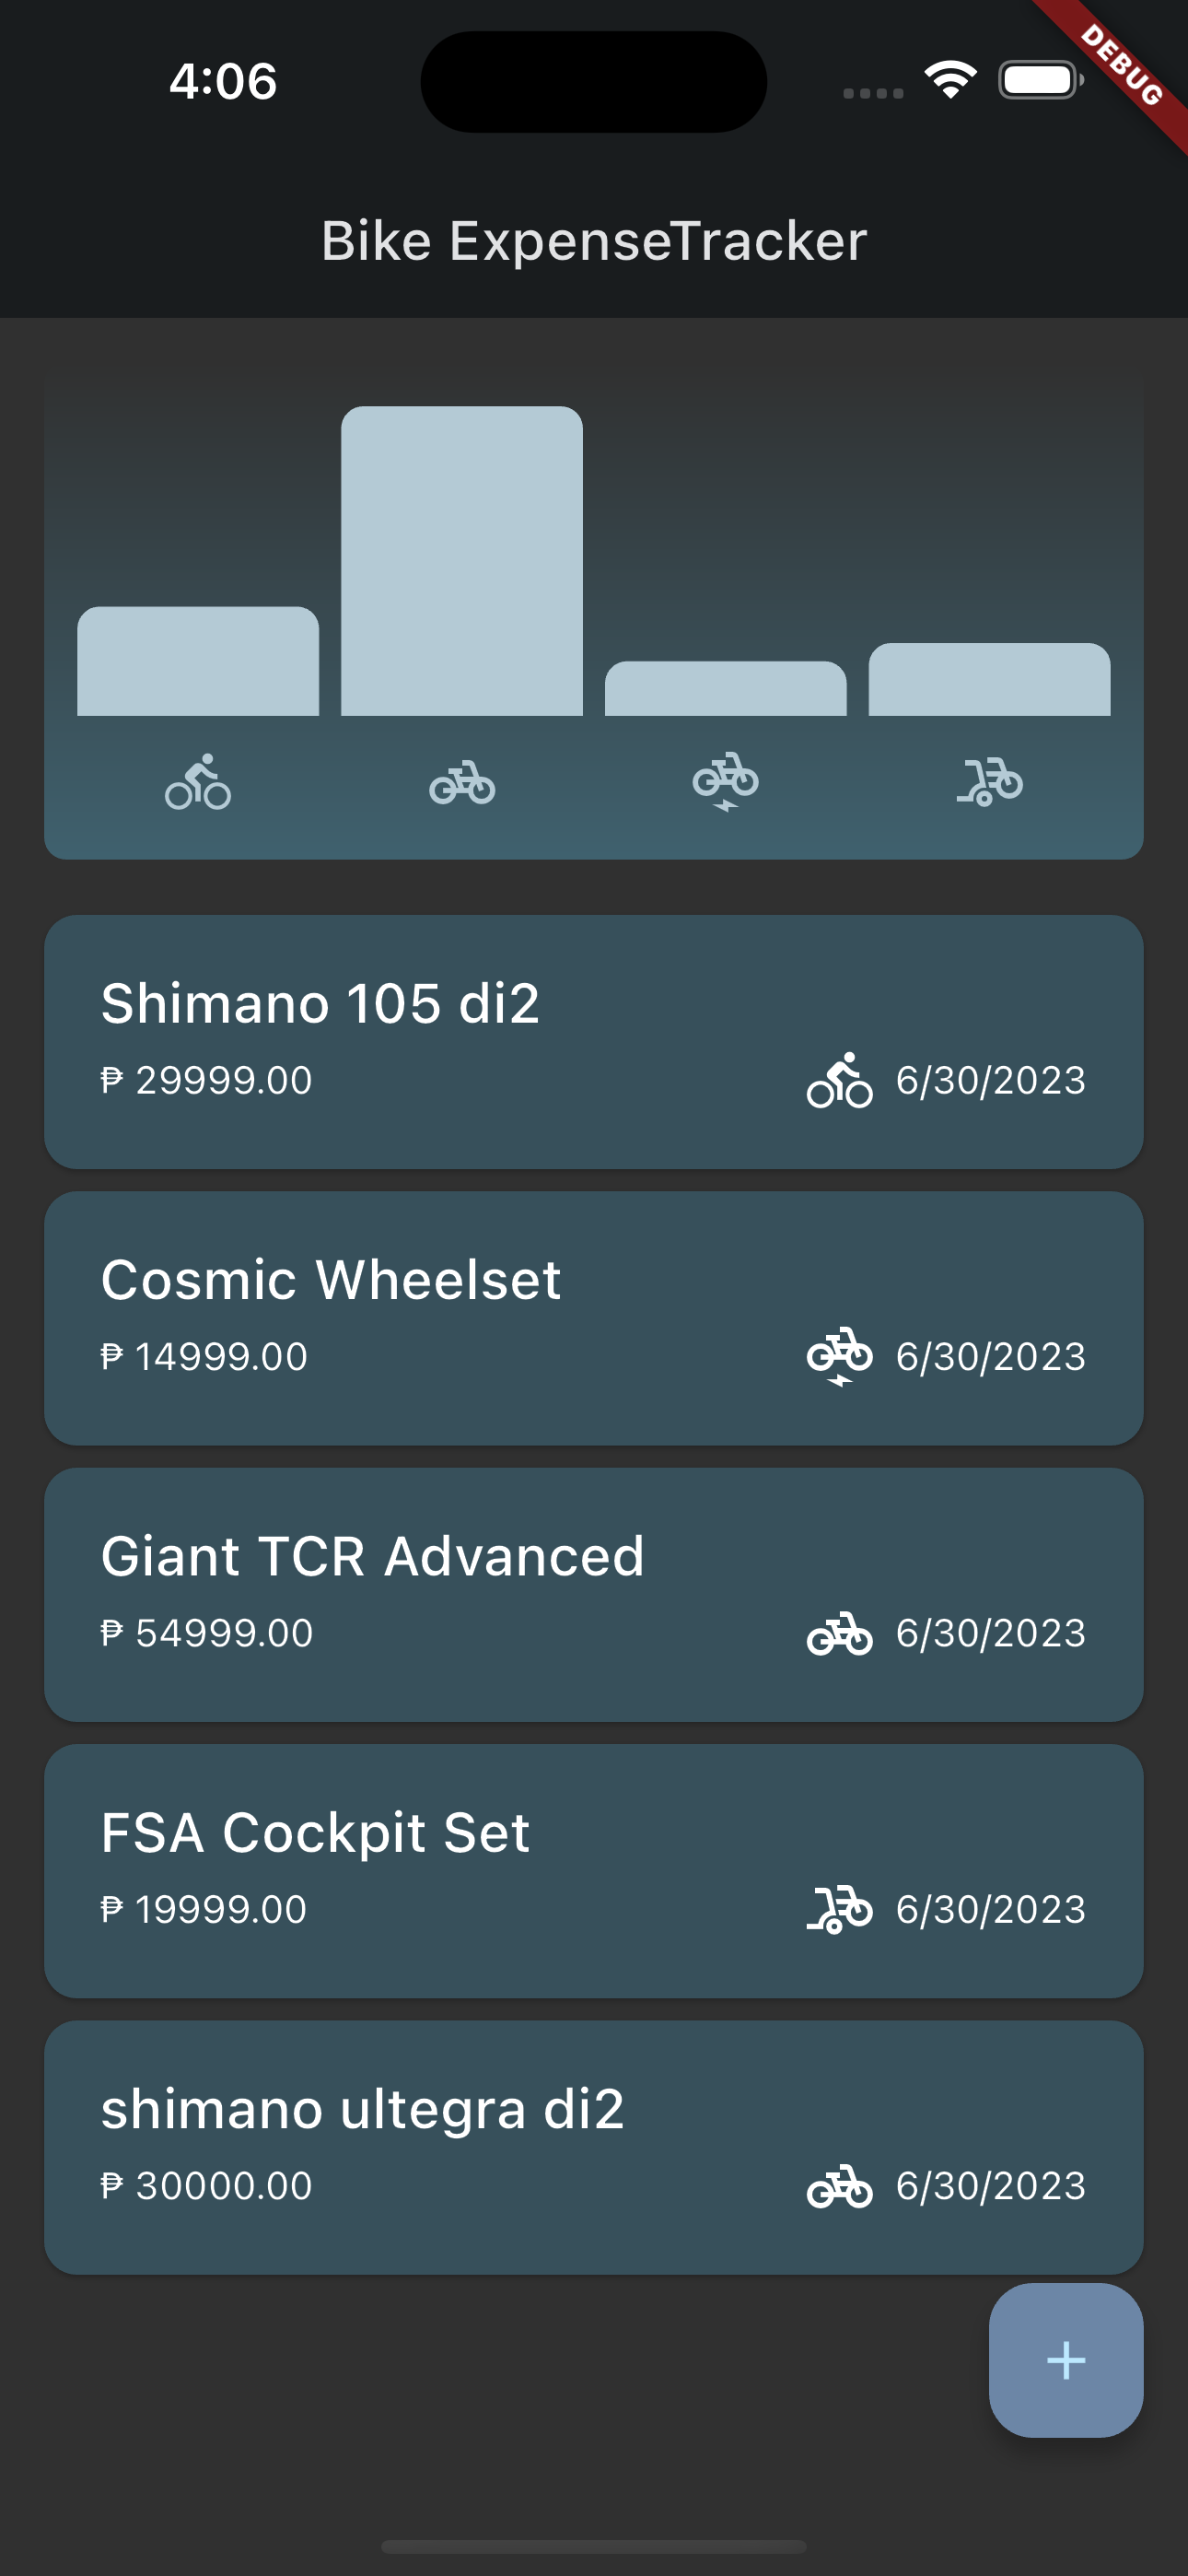 4:06
DEBUG
Bike ExpenseTracker
Shimano 105 di2
₱ 29999.00 6/30/2023
Cosmic Wheelset
₱ 14999.00 6/30/2023
Giant TCR Advanced
₱ 54999.00 6/30/2023
FSA Cockpit Set
₱ 19999.00 6/30/2023
shimano ultegra di2
₱ 30000.00 6/30/2023
+